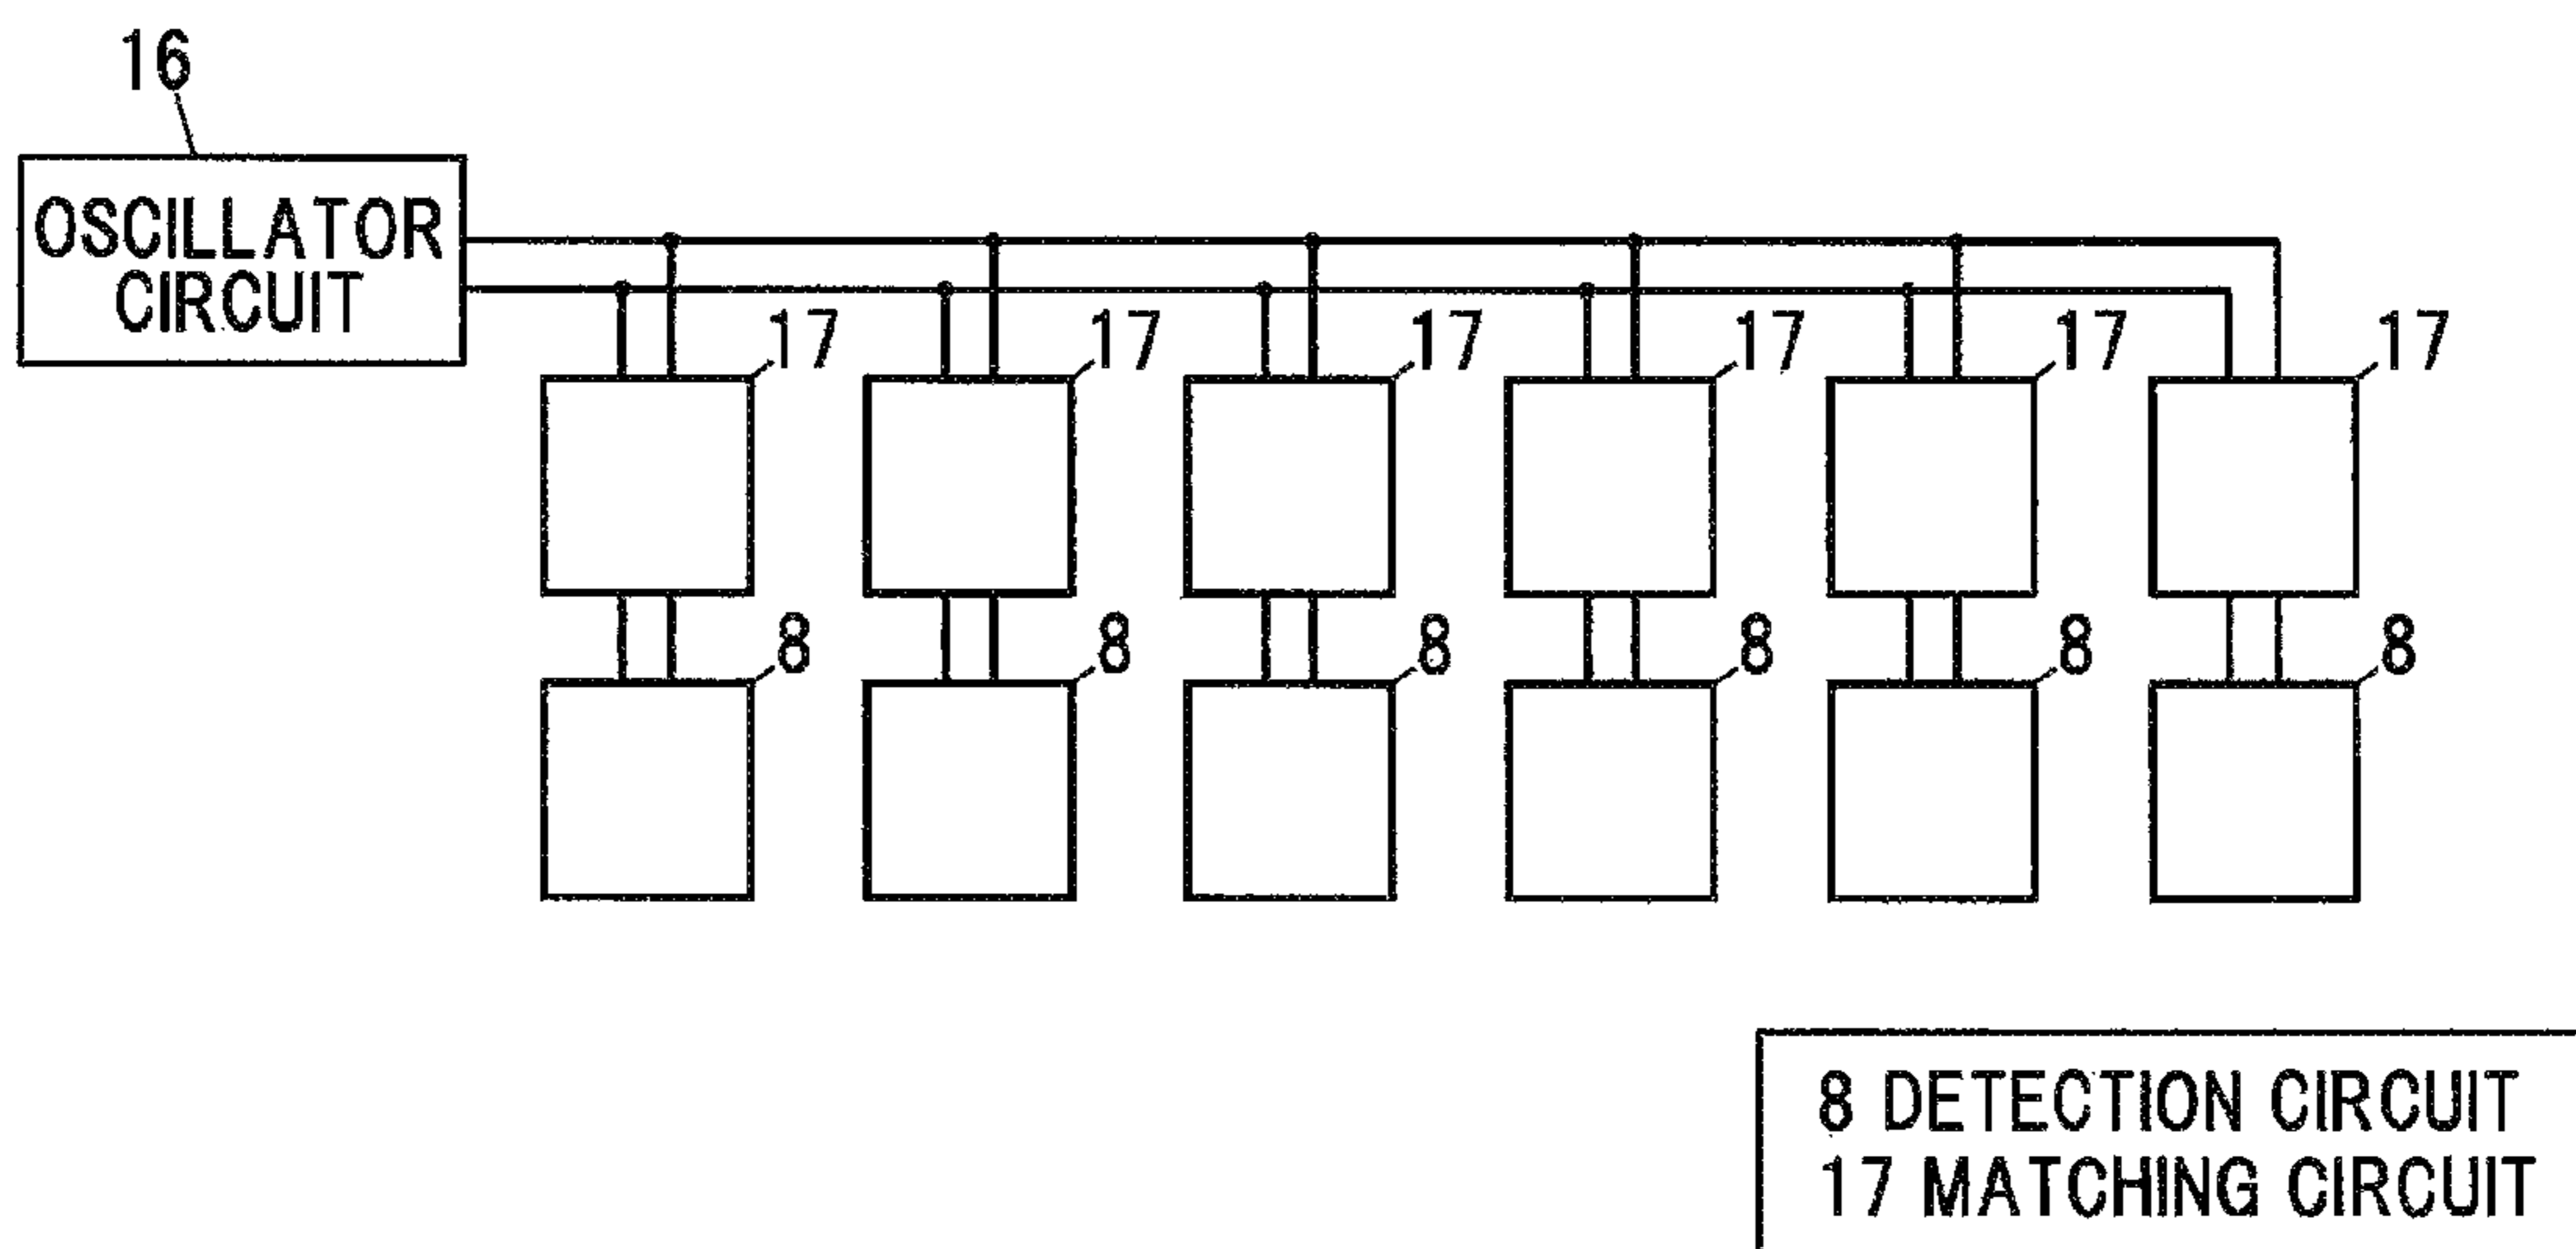 16
OSCILLATOR
CIRCUIT
17 17 17 17 17 17
8 8 8 8 8 8
8 DETECTION CIRCUIT
17 MATCHING CIRCUIT